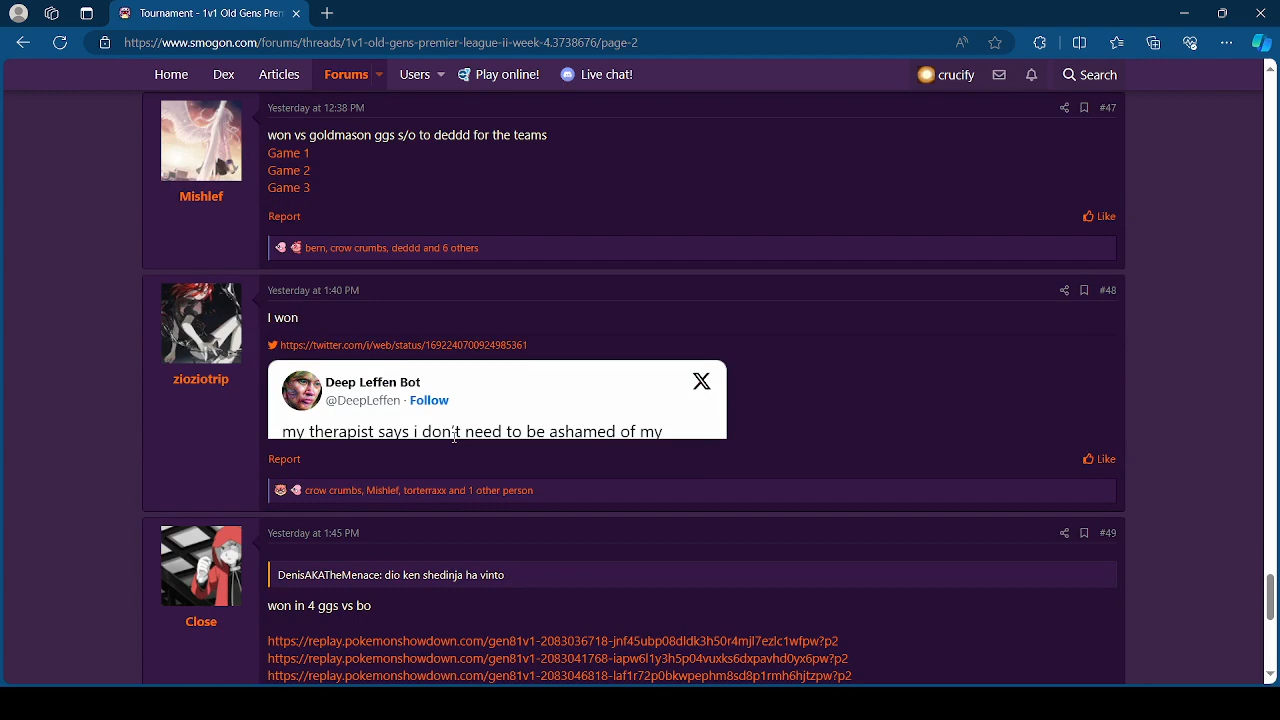 Tournament - 1v1 Old Gens Prer
https://www.smogon.com/forums/threads/1v1-old-gens-premier-league-ii-week-4.3738676/page-2
Home Dex Articles Forums Users Play online! Live chat! crucify Search
Yesterday at 12:38 PM #47
won vs goldmason ggs s/o to deddd for the teams
Game 1
Game 2
Game 3
Mishlef
Report Like
bern, crow crumbs, deddd and 6 others
Yesterday at 1:40 PM #48
I won
https://twitter.com/i/web/status/1692240700924985361
zioziotrip
Deep Leffen Bot
@DeepLeffen · Follow
my therapist says i don't need to be ashamed of my
Report Like
crow crumbs, Mishlef, torterraxx and 1 other person
Yesterday at 1:45 PM #49
DenisAKATheMenace: dio ken shedinja ha vinto
won in 4 ggs vs bo
Close
https://replay.pokemonshowdown.com/gen81v1-2083036718-jnf45ubp08dldk3h50r4mjl7ezlc1wfpw?p2
https://replay.pokemonshowdown.com/gen81v1-2083041768-iapw6l1y3h5p04vuxks6dxpavhd0yx6pw?p2
https://replay.pokemonshowdown.com/gen81v1-2083046818-laf1r72p0bkwpephm8sd8p1rmh6hjtzpw?p2